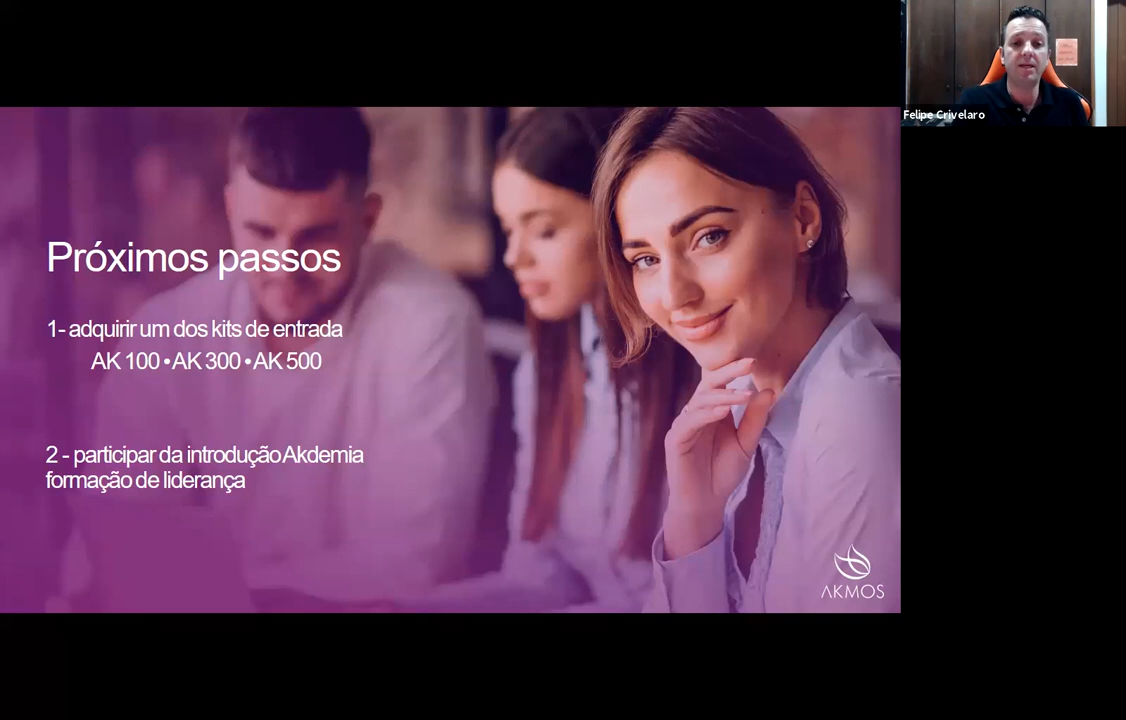 Felipe Crivelaro
Próximos passos
1- adquirir um dos kits de entrada
AK 100 • AK 300 • AK 500
2 - participar da introdução Akdemia
formação de liderança
AKMOS